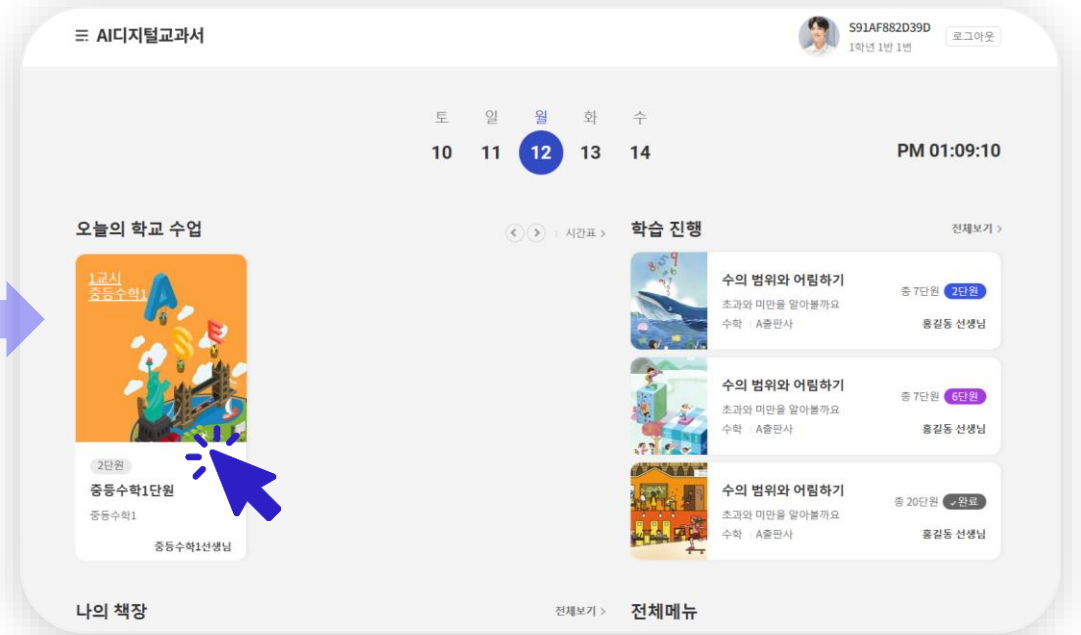 ☰ AI디지털교과서
S91AF882D39D
1학년 1반 1번
로그아웃
토 일 월 화 수
10 11 12 13 14
PM 01:09:10
오늘의 학교 수업
시간표 >
1교시
중등수학1
2단원
중등수학1단원
중등수학1
중등수학1선생님
학습 진행
전체보기 >
수의 범위와 어림하기
초과와 미만을 알아볼까요
수학 | A출판사
총 7단원 2단원
홍길동 선생님
수의 범위와 어림하기
초과와 미만을 알아볼까요
수학 | A출판사
총 7단원 6단원
홍길동 선생님
수의 범위와 어림하기
초과와 미만을 알아볼까요
수학 | A출판사
총 20단원 ✓완료
홍길동 선생님
나의 책장
전체보기 >
전체메뉴